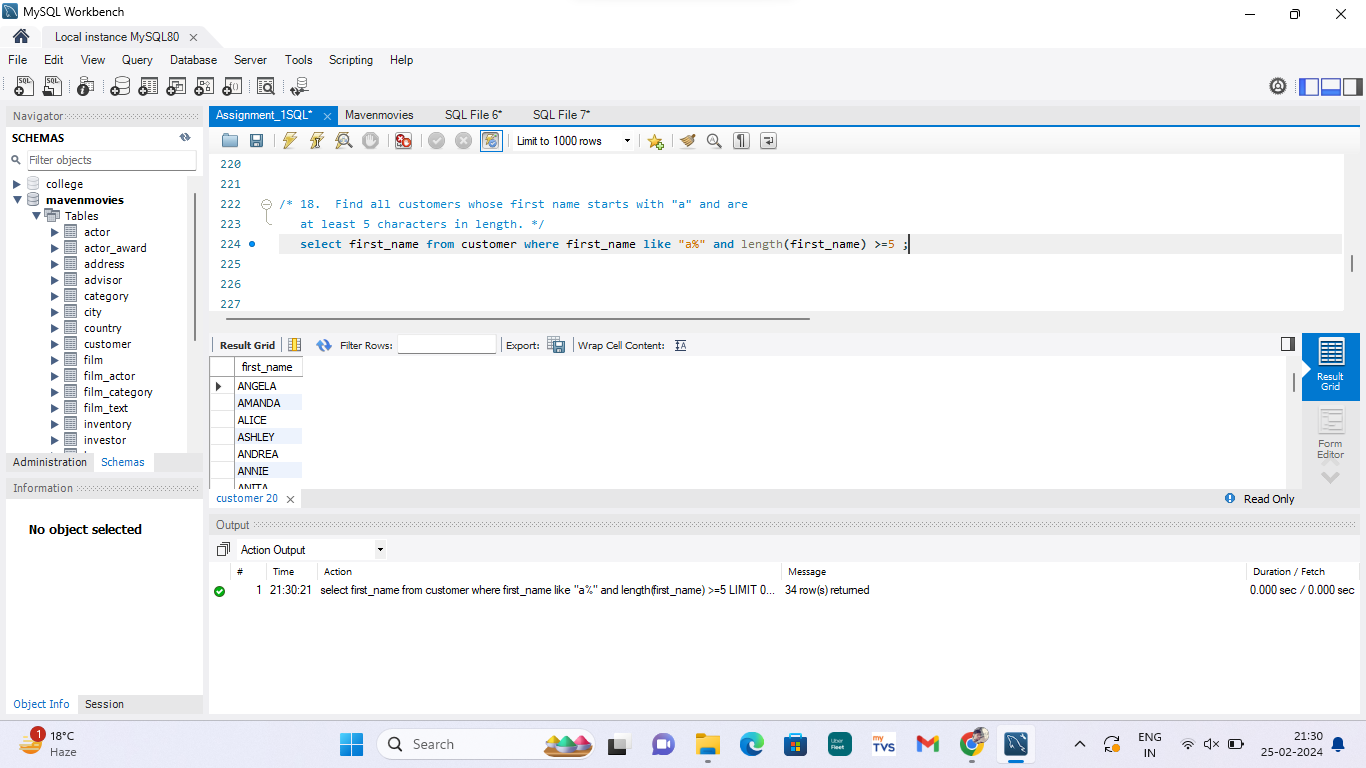 MySQL Workbench
Local instance MySQL80
File Edit View Query Database Server Tools Scripting Help
Navigator
SCHEMAS
Filter objects
college
mavenmovies
Tables
actor
actor_award
address
advisor
category
city
country
customer
film
film_actor
film_category
film_text
inventory
investor
Administration Schemas
Information
No object selected
Object Info Session
Assignment_1SQL* Mavenmovies SQL File 6* SQL File 7*
Limit to 1000 rows
220
221
222 /* 18. Find all customers whose first name starts with "a" and are
223 at least 5 characters in length. */
224 select first_name from customer where first_name like "a%" and length(first_name) >=5 ;
225
226
227
Result Grid Filter Rows: Export: Wrap Cell Content:
first_name
ANGELA
AMANDA
ALICE
ASHLEY
ANDREA
ANNIE
ANITA
Result
Grid
Form
Editor
customer 20
Read Only
Output
Action Output
# Time Action Message Duration / Fetch
1 21:30:21 select first_name from customer where first_name like "a%" and length(first_name) >=5 LIMIT 0... 34 row(s) returned 0.000 sec / 0.000 sec
1
18°C
Haze
Search
Uber
Fleet
my
TVS
ENG
IN
21:30
25-02-2024